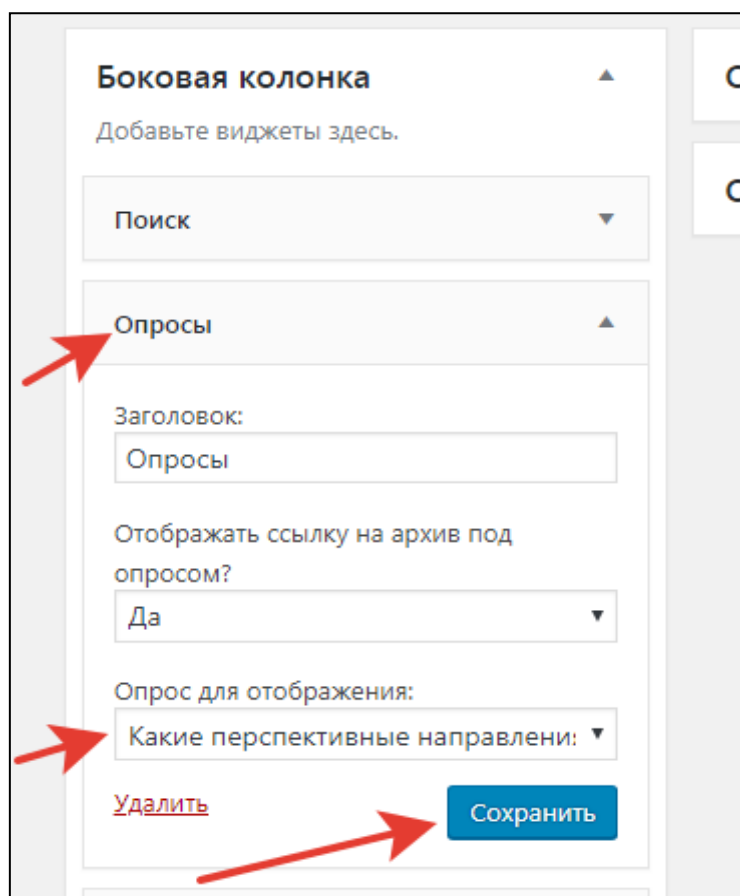 Боковая колонка
Добавьте виджеты здесь.
Поиск
Опросы
Заголовок:
Опросы
Отображать ссылку на архив под
опросом?
Да
Опрос для отображения:
Какие перспективные направлени
Удалить
Сохранить